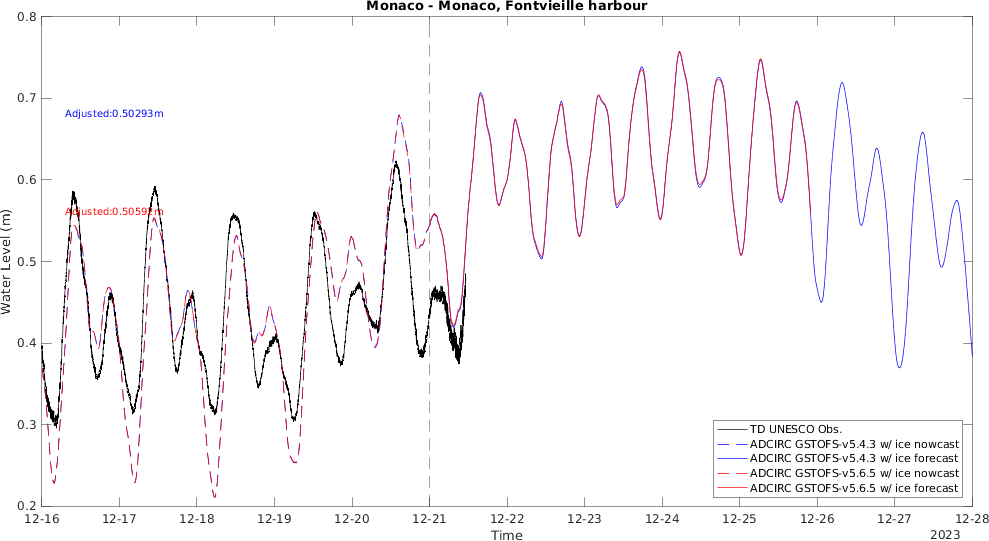 Monaco - Monaco, Fontvieille harbour
0.8
0.7
0.6
0.5
0.4
0.3
0.2
Water Level (m)
Adjusted:0.50293m
Adjusted:0.50592m
TD UNESCO Obs.
ADCIRC GSTOFS-v5.4.3 w/ ice nowcast
ADCIRC GSTOFS-v5.4.3 w/ ice forecast
ADCIRC GSTOFS-v5.6.5 w/ ice nowcast
ADCIRC GSTOFS-v5.6.5 w/ ice forecast
12-16 12-17 12-18 12-19 12-20 12-21 12-22 12-23 12-24 12-25 12-26 12-27 12-28
Time
2023